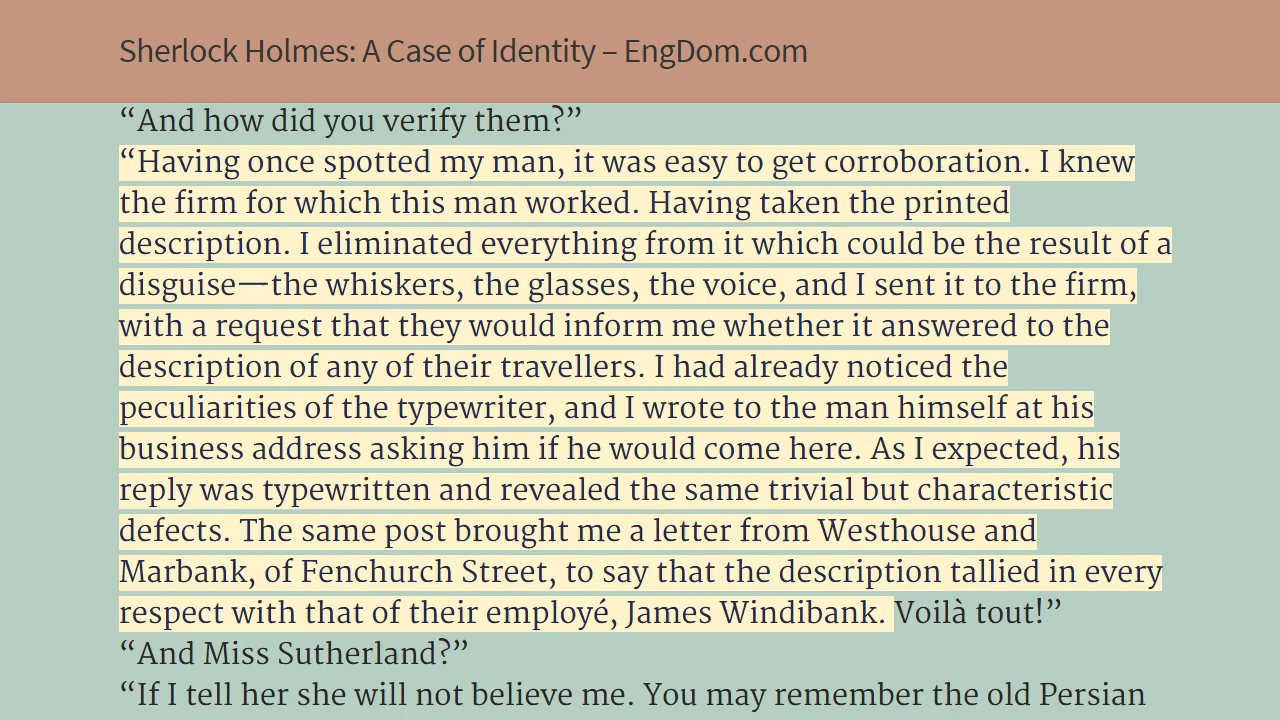 Sherlock Holmes: A Case of Identity – EngDom.com
“And how did you verify them?”
“Having once spotted my man, it was easy to get corroboration. I knew
the firm for which this man worked. Having taken the printed
description. I eliminated everything from it which could be the result of a
disguise—the whiskers, the glasses, the voice, and I sent it to the firm,
with a request that they would inform me whether it answered to the
description of any of their travellers. I had already noticed the
peculiarities of the typewriter, and I wrote to the man himself at his
business address asking him if he would come here. As I expected, his
reply was typewritten and revealed the same trivial but characteristic
defects. The same post brought me a letter from Westhouse and
Marbank, of Fenchurch Street, to say that the description tallied in every
respect with that of their employé, James Windibank. Voilà tout!”
“And Miss Sutherland?”
“If I tell her she will not believe me. You may remember the old Persian